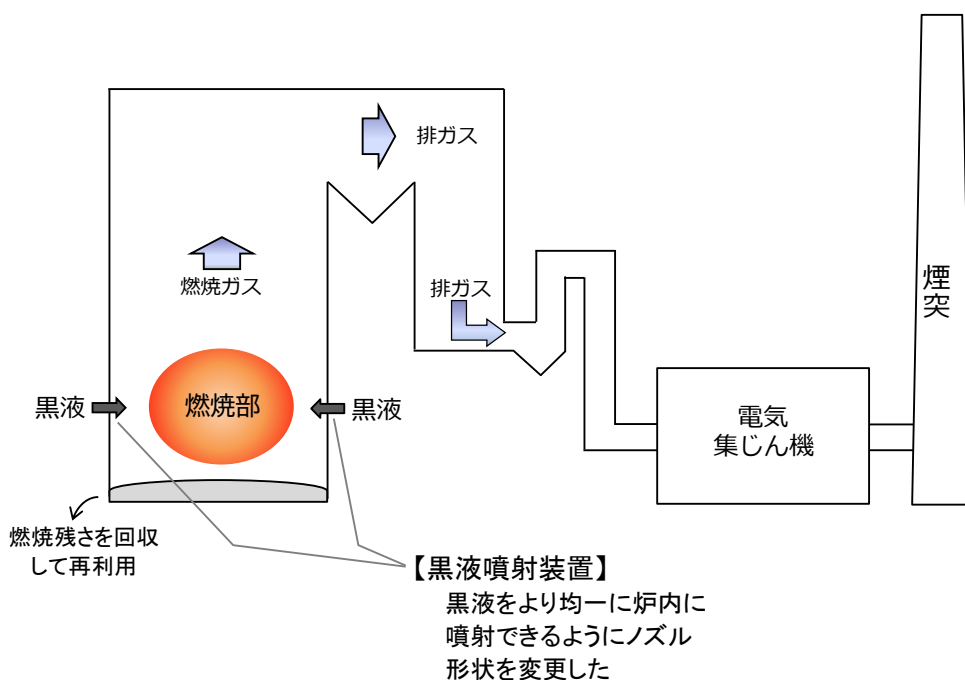 排ガス
燃焼ガス
排ガス
煙突
黒液
燃焼部
黒液
電気
集じん機
燃焼残さを回収
して再利用
【黒液噴射装置】
黒液をより均一に炉内に
噴射できるようにノズル
形状を変更した